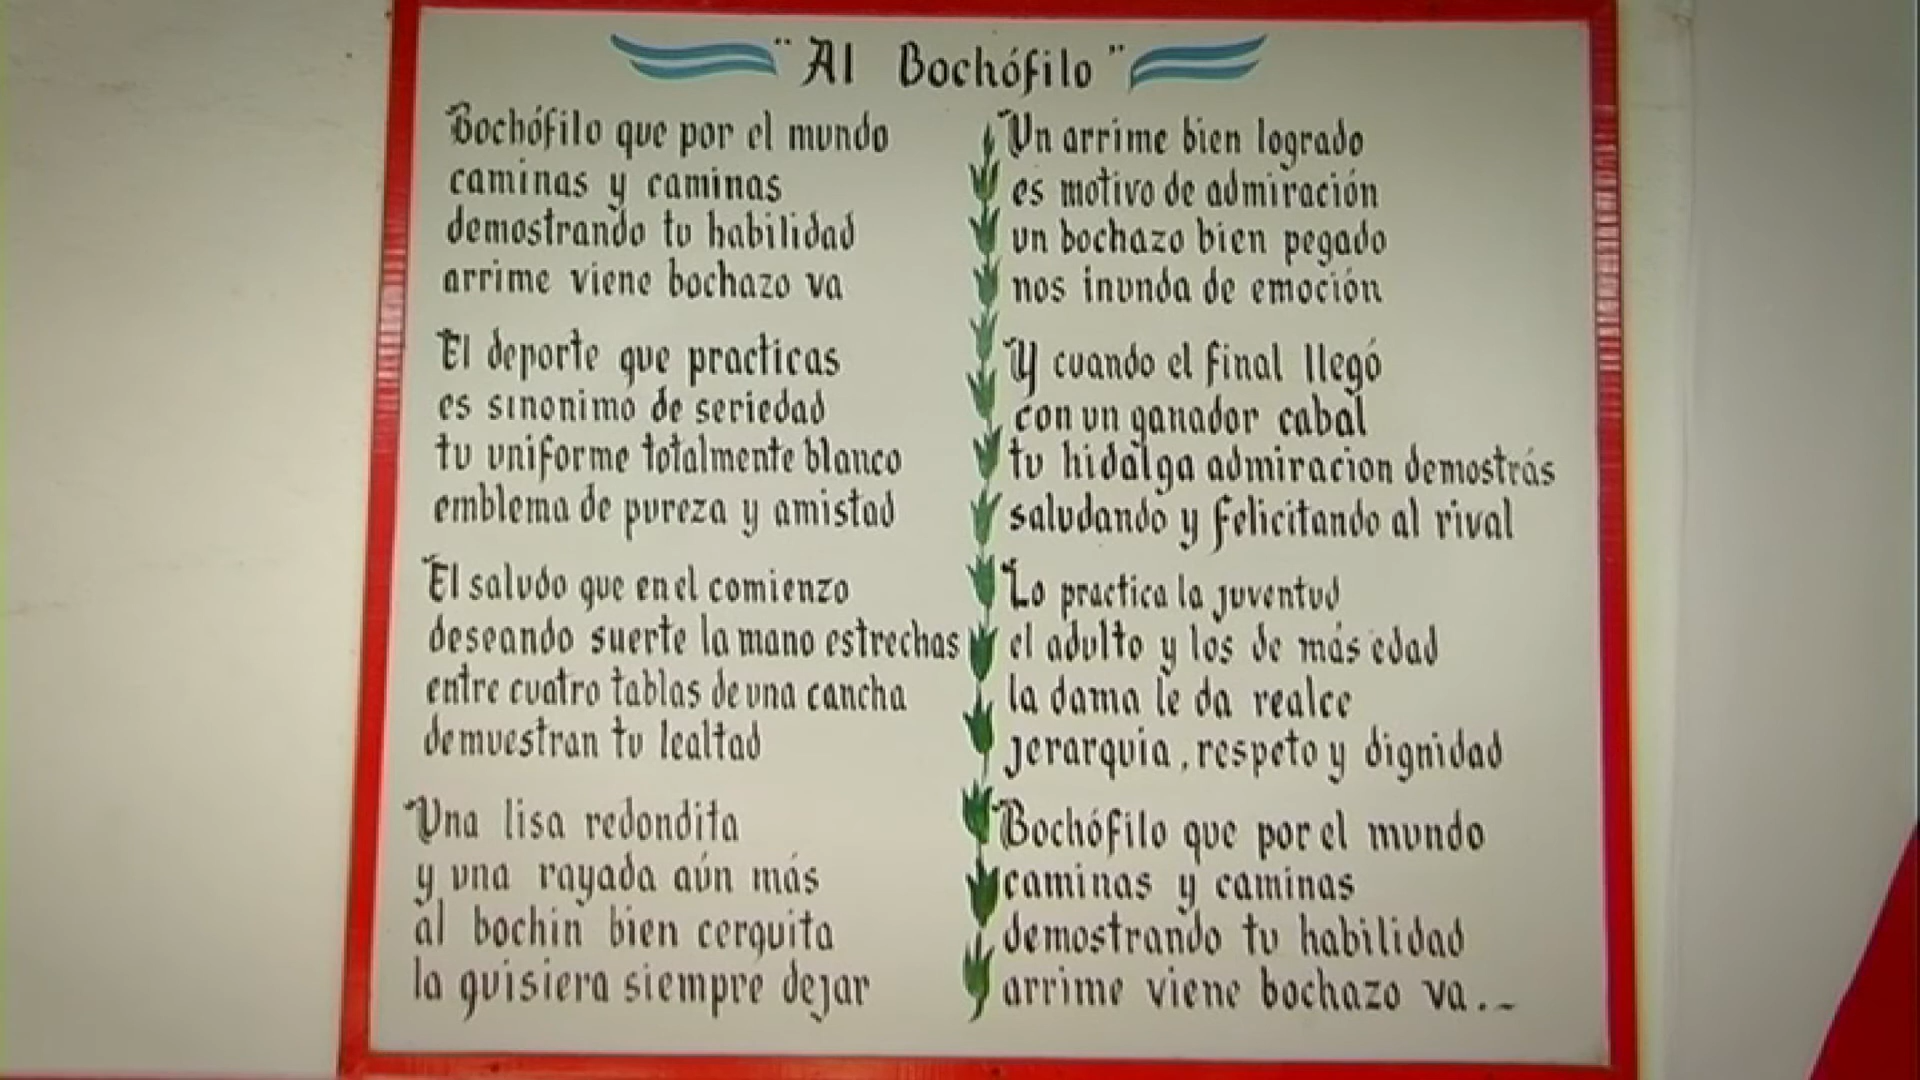 "Al Bochófilo"
Bochófilo que por el mundo
caminas y caminas
demostrando tu habilidad
arrime viene bochazo va
El deporte que practicas
es sinonimo de seriedad
tu uniforme totalmente blanco
emblema de pureza y amistad
El saludo que en el comienzo
deseando suerte la mano estrechas
entre cuatro tablas de una cancha
demuestran tu lealtad
Una lisa redondita
y una rayada aún más
al bochin bien cerquita
la quisiera siempre dejar
Un arrime bien logrado
es motivo de admiración
un bochazo bien pegado
nos inunda de emoción
Y cuando el final llegó
con un ganador cabal
tu hidalga admiracion demostrás
saludando y felicitando al rival
Lo practica la juventud
el adulto y los de más edad
la dama le da realce
jerarquia, respeto y dignidad
Bochófilo que por el mundo
caminas y caminas
demostrando tu habilidad
arrime viene bochazo va.-